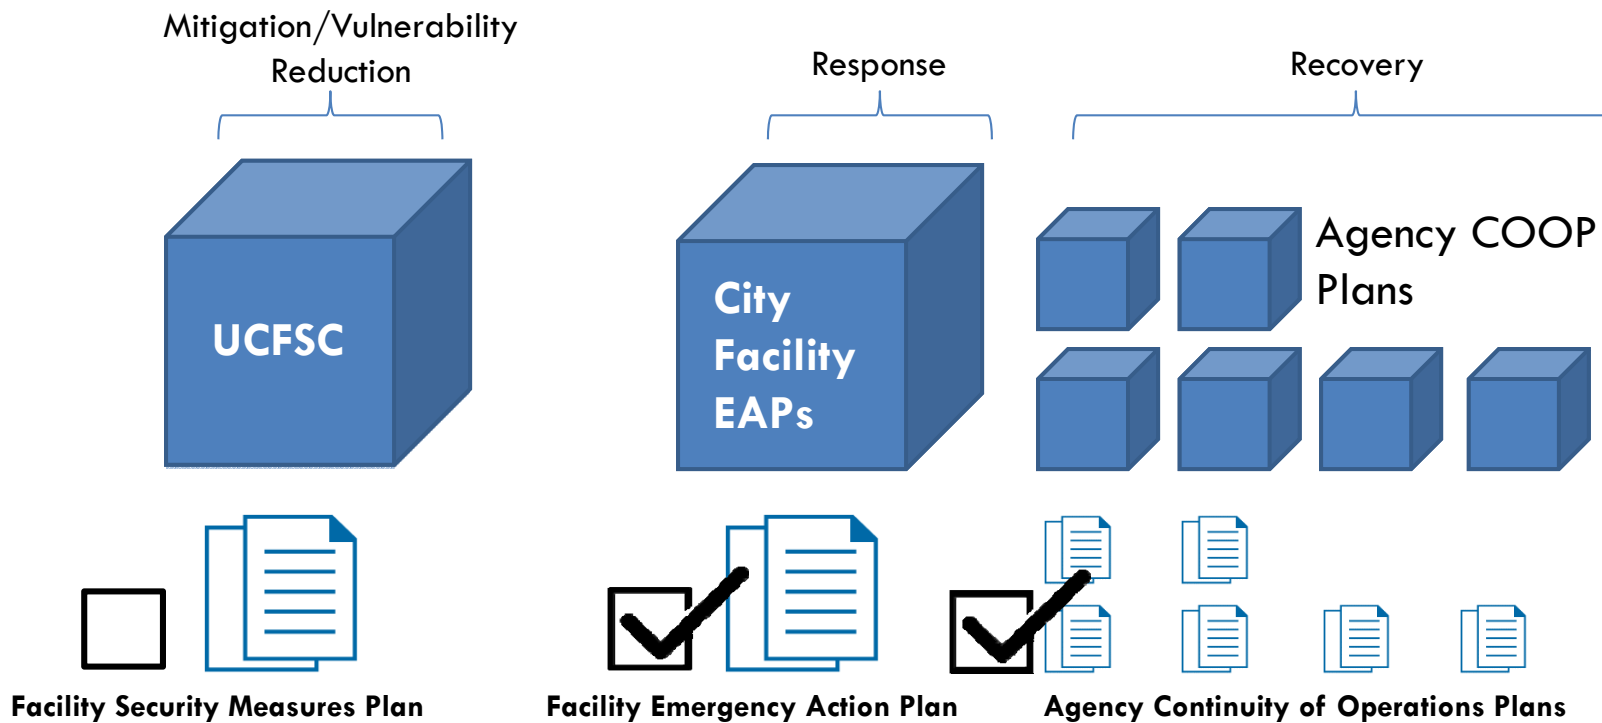 Mitigation/Vulnerability
Reduction
Response
Recovery
UCFSC
City
Facility
EAPs
Agency COOP
Plans
Facility Security Measures Plan
Facility Emergency Action Plan
Agency Continuity of Operations Plans